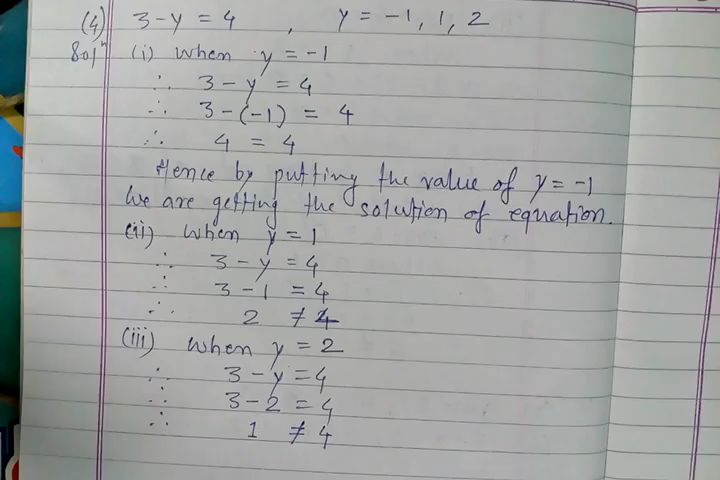 (4) 3-y = 4 , y = -1, 1, 2
Solⁿ (i) when y = -1
∴ 3 - y = 4
∴ 3-(-1) = 4
∴ 4 = 4
Hence by putting the value of y = -1
We are getting the solution of equation.
(ii) when y = 1
∴ 3 - y = 4
∴ 3 - 1 = 4
∴ 2 ≠ 4
(iii) when y = 2
∴ 3 - y = 4
∴ 3 - 2 = 4
∴ 1 ≠ 4